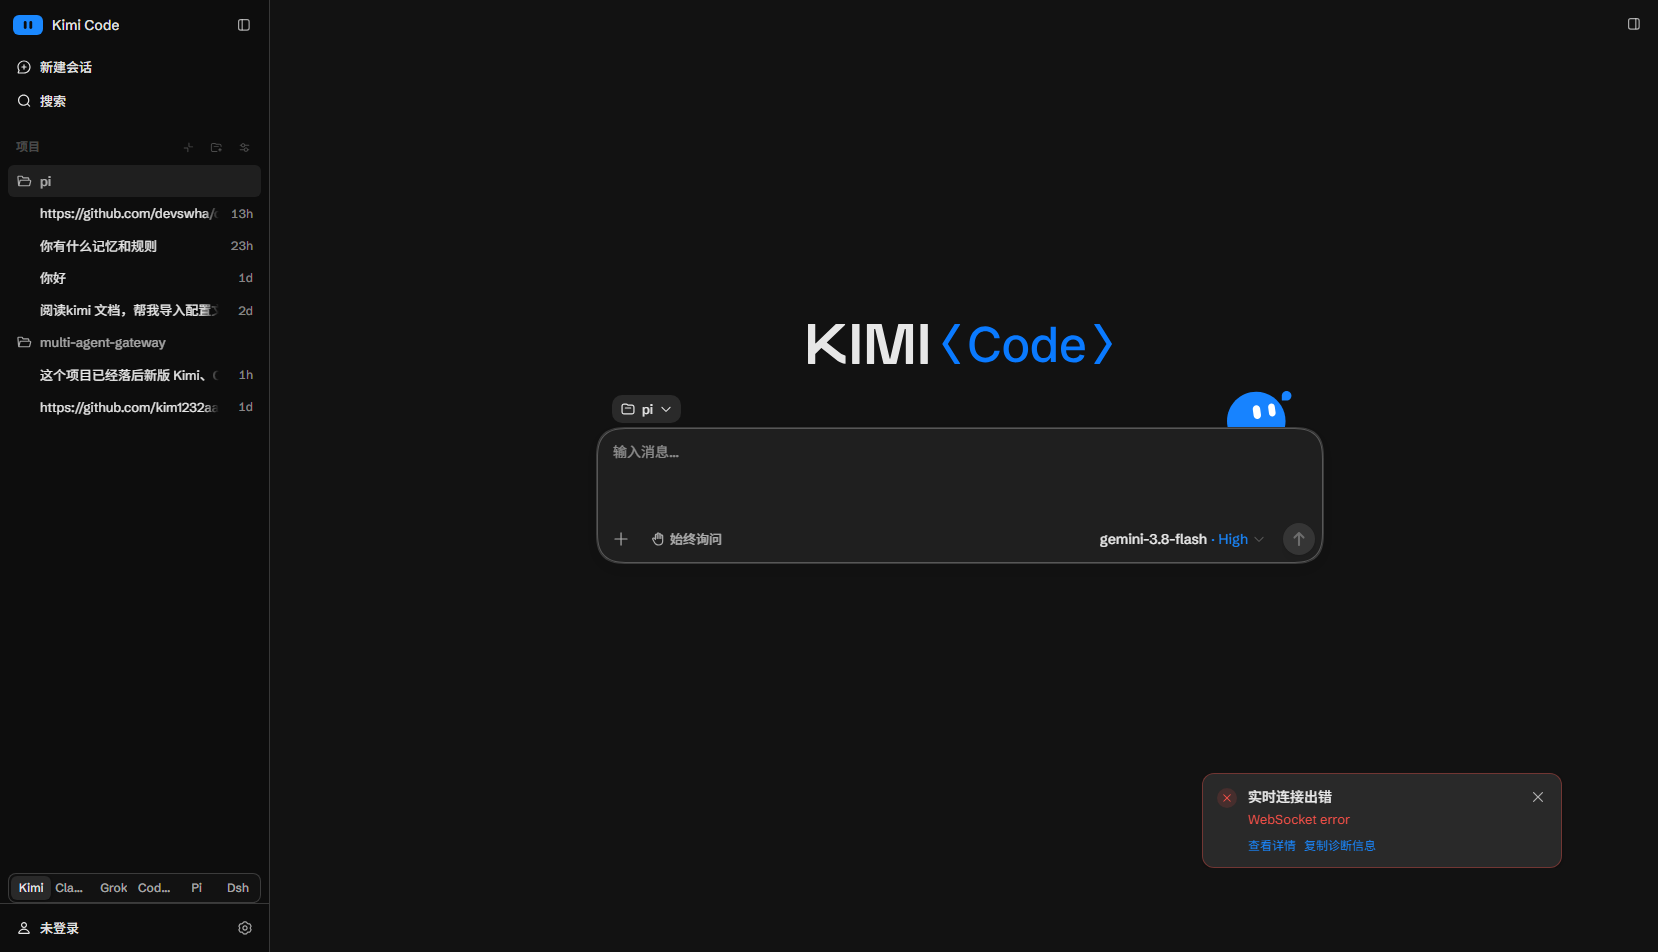 Kimi Code
新建会话
搜索
项目
pi
https://github.com/devswha/ 13h
你有什么记忆和规则 23h
你好 1d
阅读kimi 文档，帮我导入配置 2d
multi-agent-gateway
这个项目已经落后新版 Kimi、 1h
https://github.com/kim1232aa 1d
KIMI〈Code〉
pi
输入消息...
始终询问
gemini-3.8-flash · High
实时连接出错
WebSocket error
查看详情 复制诊断信息
Kimi Cla... Grok Cod... Pi Dsh
未登录